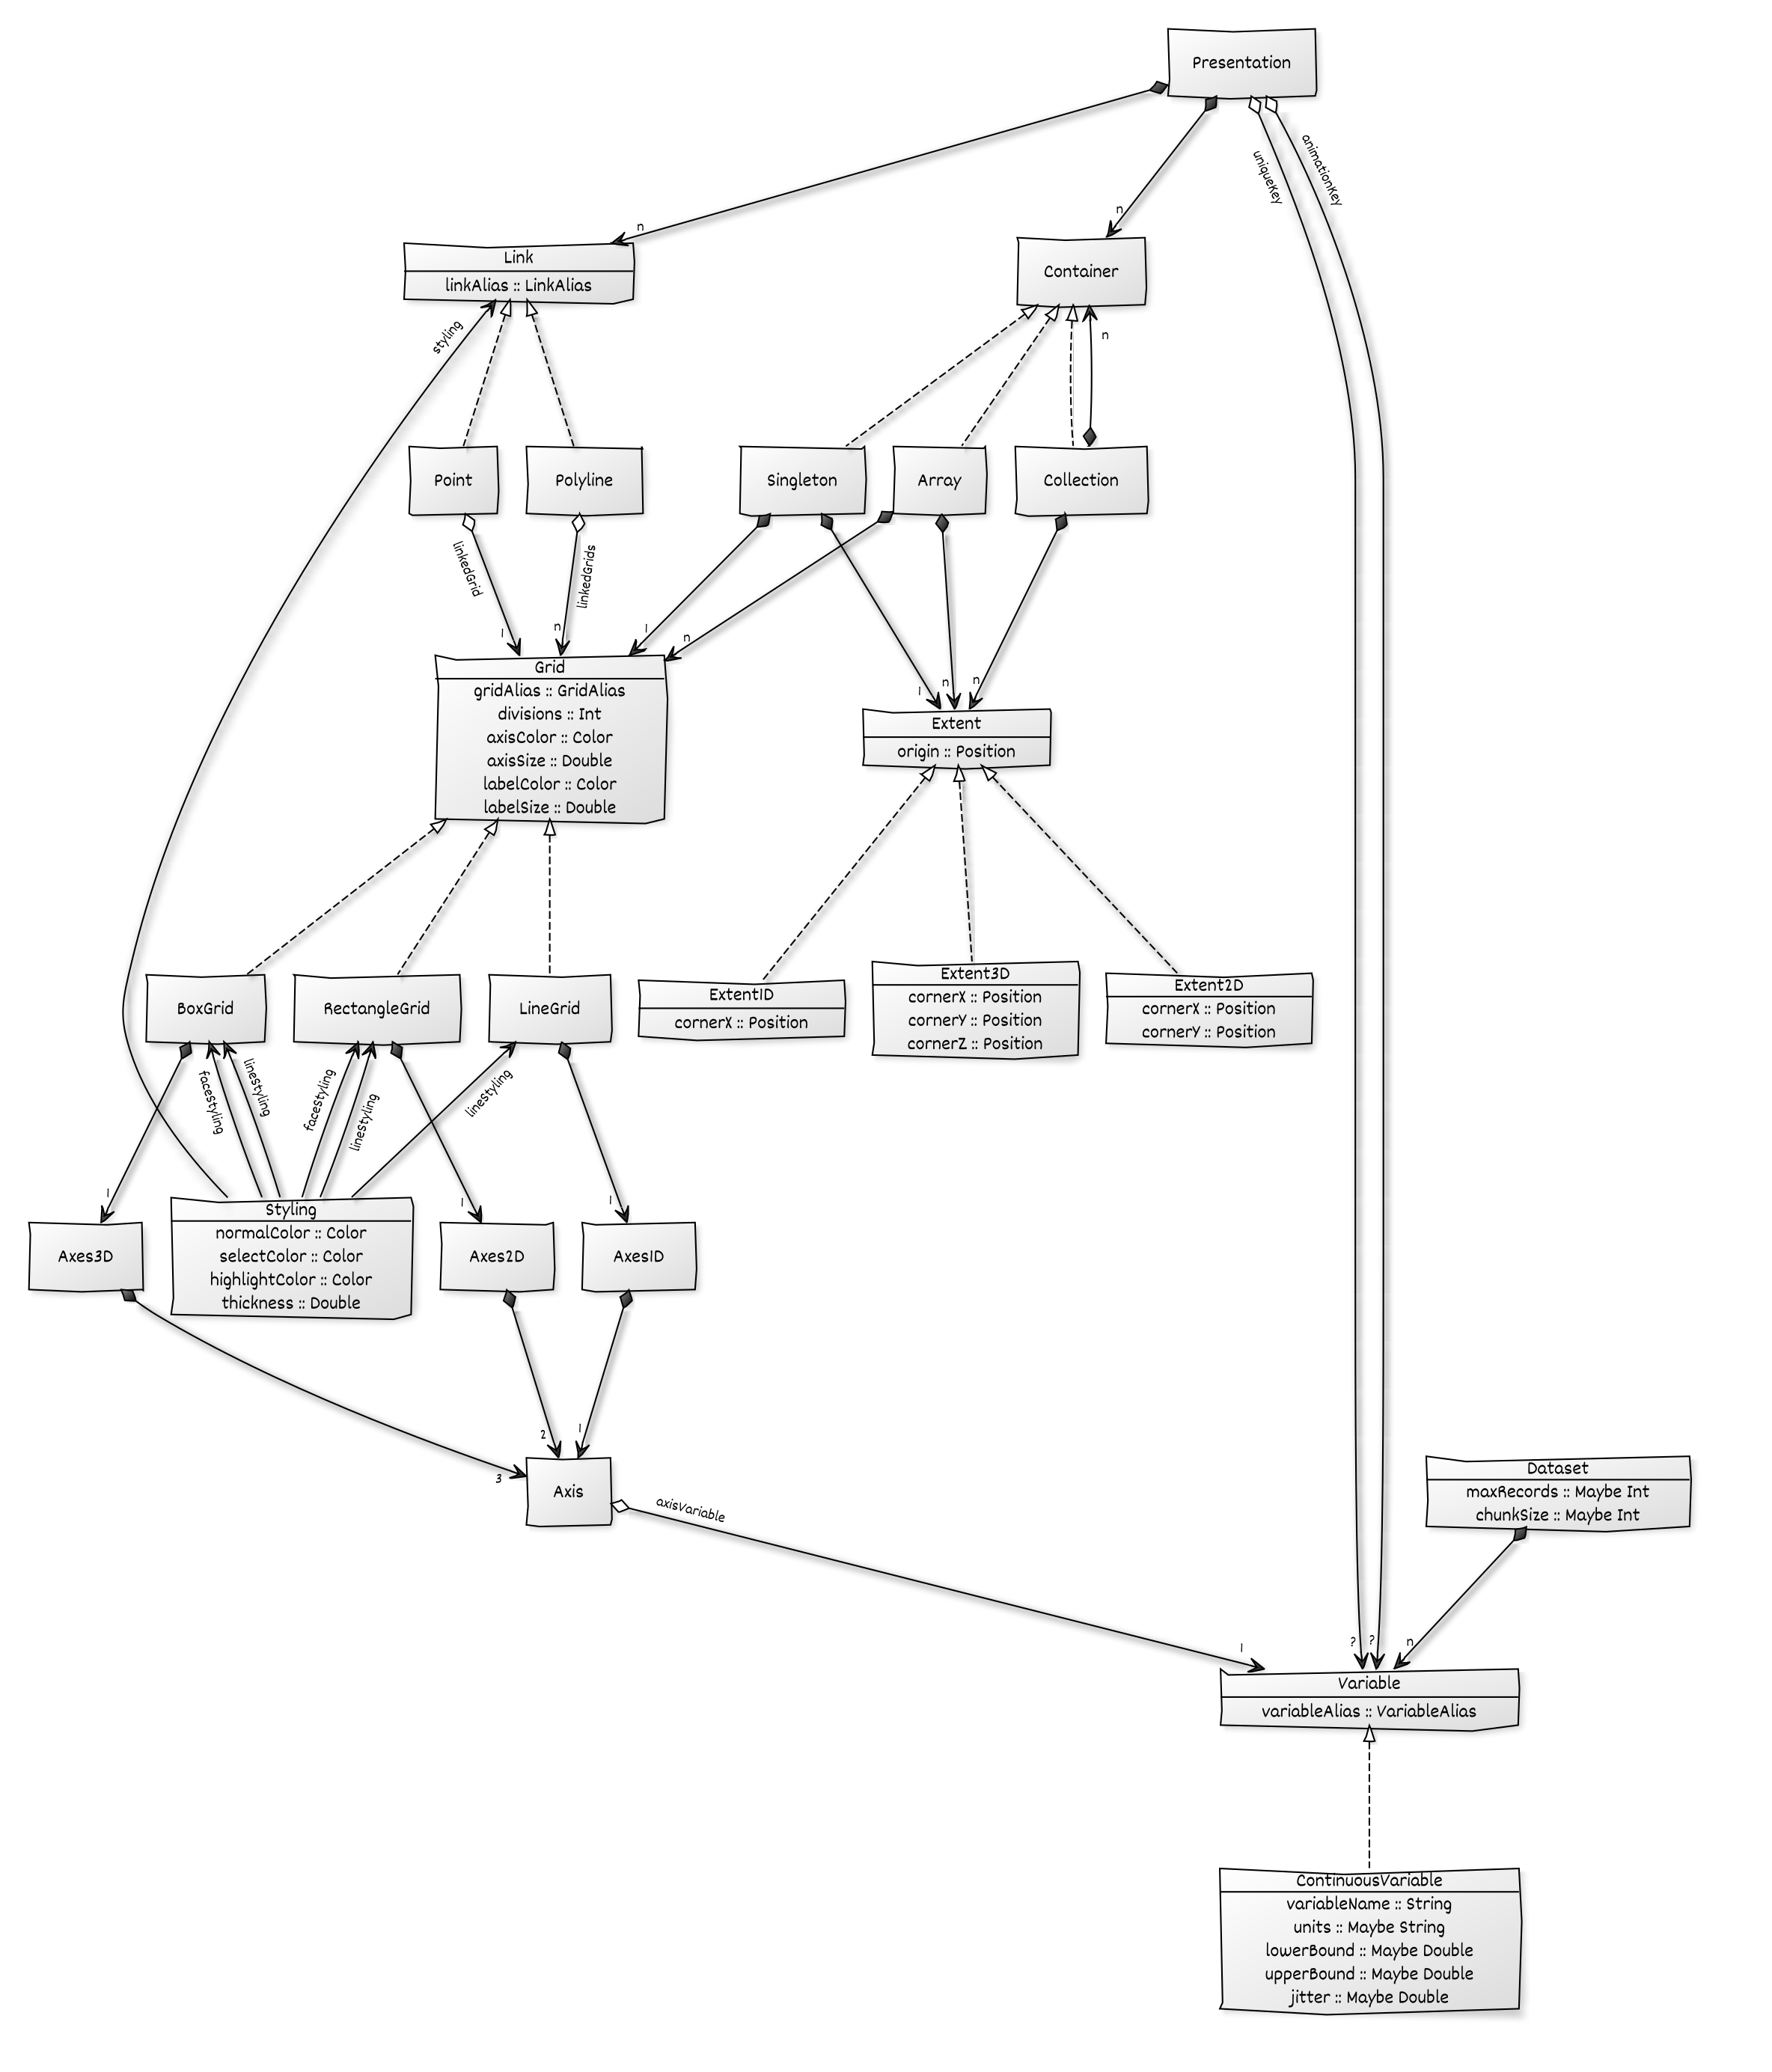 Presentation
animationKey
uniqueKey
n
n
Link
linkAlias :: LinkAlias
Container
styling
n
Point
Polyline
Singleton
Array
Collection
linkedGrid
linkedGrids
1
n
1
n
Grid
gridAlias :: GridAlias
divisions :: Int
axisColor :: Color
axisSize :: Double
labelColor :: Color
labelSize :: Double
1
n
n
Extent
origin :: Position
BoxGrid
RectangleGrid
LineGrid
Extent1D
cornerX :: Position
Extent3D
cornerX :: Position
cornerY :: Position
cornerZ :: Position
Extent2D
cornerX :: Position
cornerY :: Position
faceStyling
lineStyling
faceStyling
lineStyling
lineStyling
1
1
1
Axes3D
Styling
normalColor :: Color
selectColor :: Color
highlightColor :: Color
thickness :: Double
Axes2D
Axes1D
3
2
1
Axis
axisVariable
Dataset
maxRecords :: Maybe Int
chunkSize :: Maybe Int
1
?
?
n
Variable
variableAlias :: VariableAlias
ContinuousVariable
variableName :: String
units :: Maybe String
lowerBound :: Maybe Double
upperBound :: Maybe Double
jitter :: Maybe Double